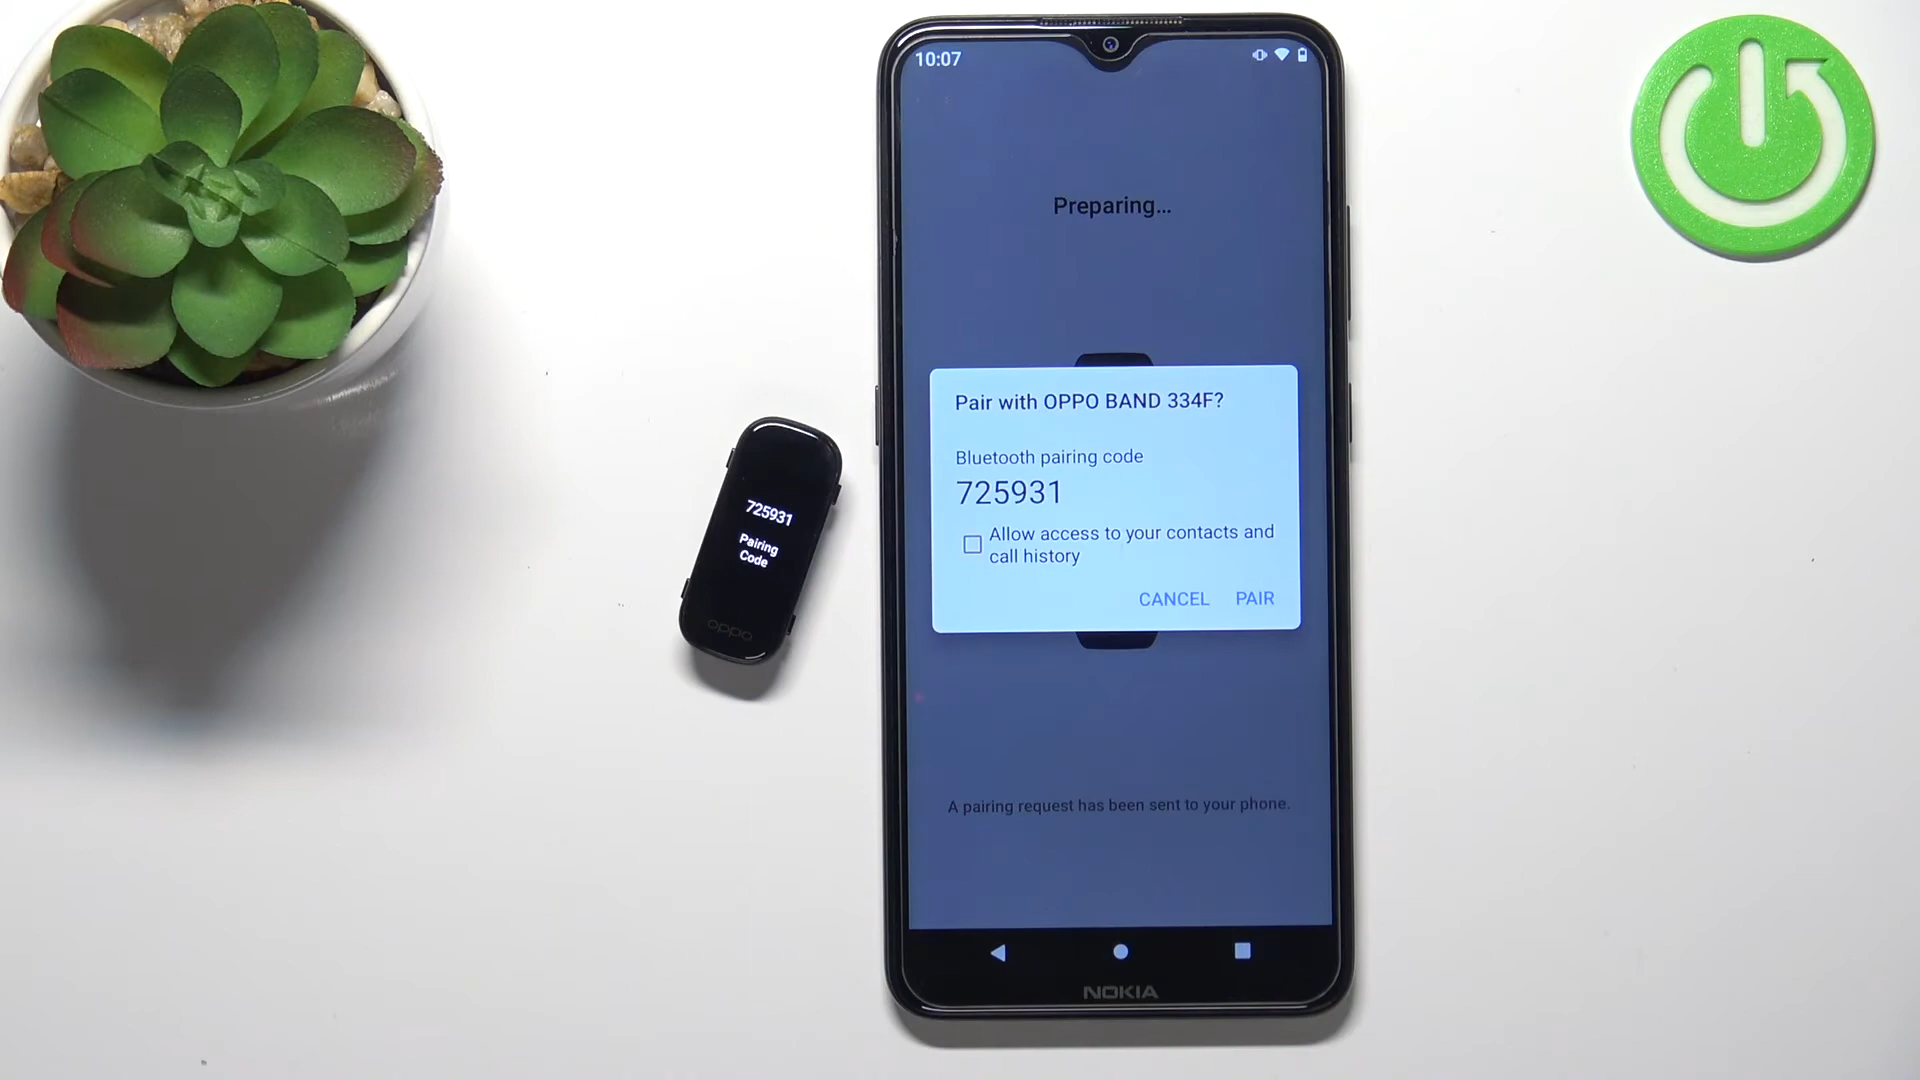 10:07
Preparing...
Pair with OPPO BAND 334F?
Bluetooth pairing code
725931
Allow access to your contacts and
call history
CANCEL PAIR
A pairing request has been sent to your phone.
NOKIA
725931
Pairing
Code
oppo